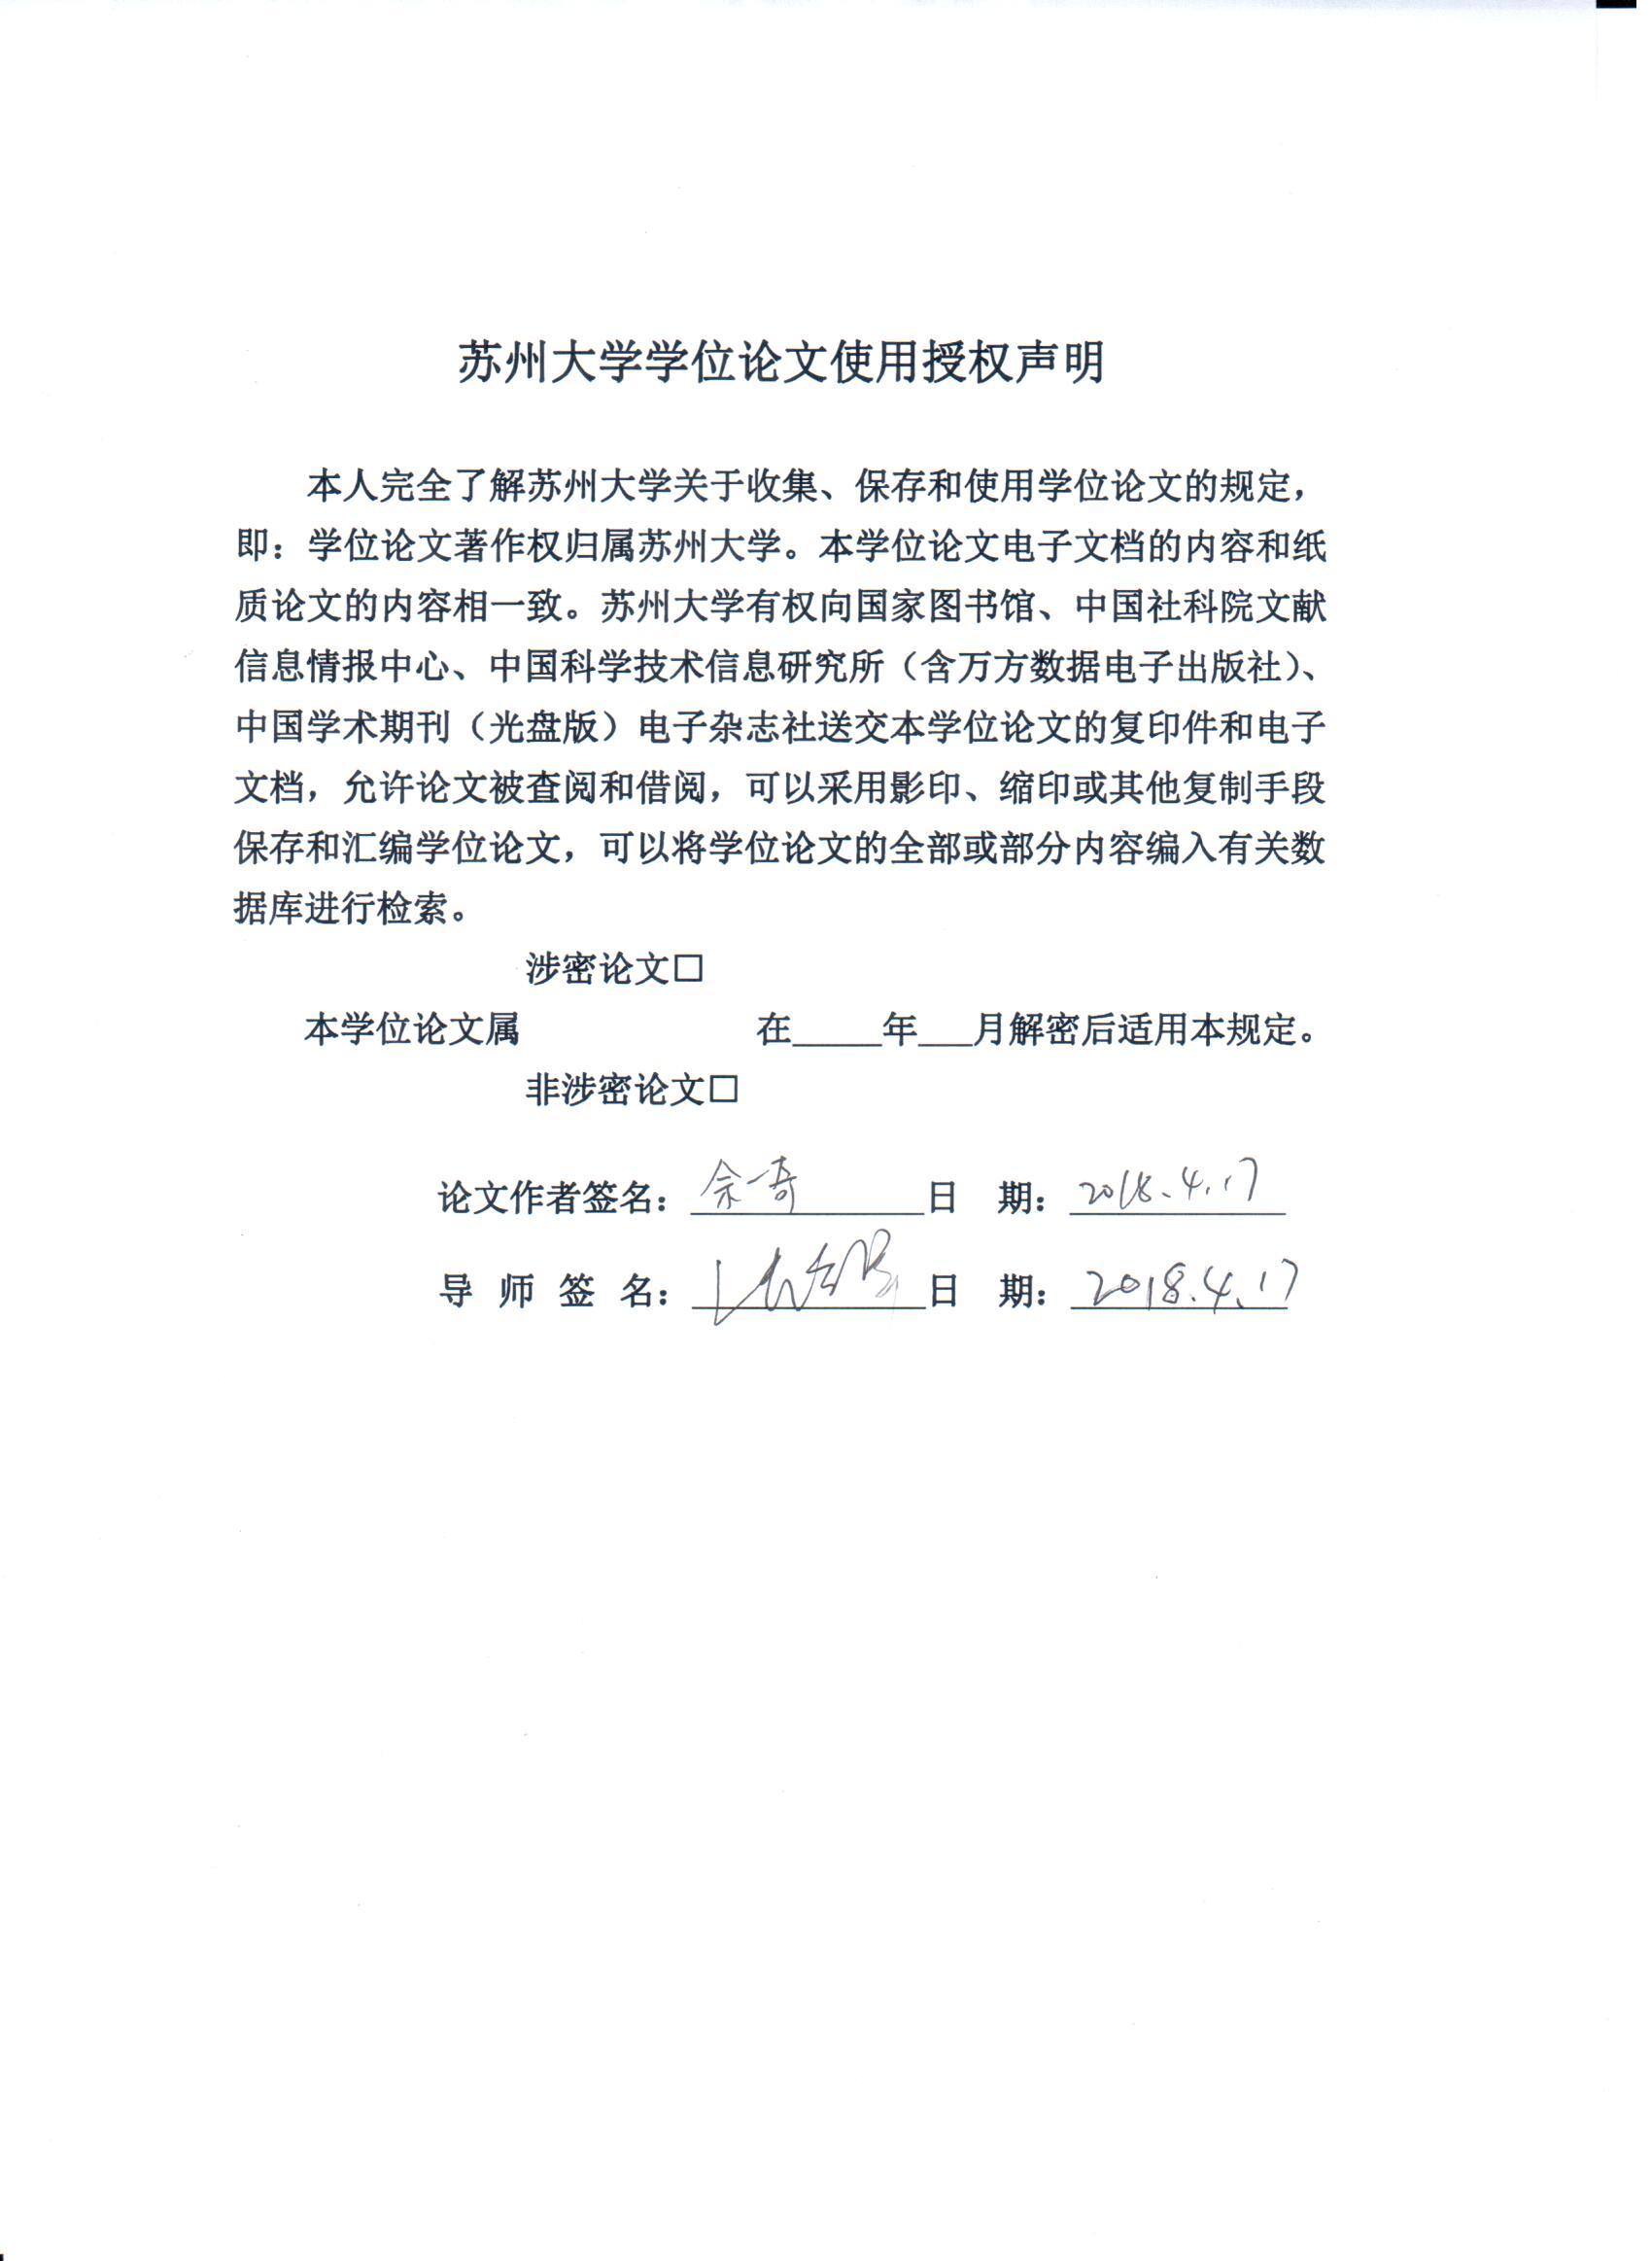 苏州大学学位论文使用授权声明
本人完全了解苏州大学关于收集、保存和使用学位论文的规定，
即：学位论文著作权归属苏州大学。本学位论文电子文档的内容和纸
质论文的内容相一致。苏州大学有权向国家图书馆、中国社科院文献
信息情报中心、中国科学技术信息研究所（含万方数据电子出版社）、
中国学术期刊（光盘版）电子杂志社送交本学位论文的复印件和电子
文档，允许论文被查阅和借阅，可以采用影印、缩印或其他复制手段
保存和汇编学位论文，可以将学位论文的全部或部分内容编入有关数
据库进行检索。
涉密论文□
本学位论文属 在_____年___月解密后适用本规定。
非涉密论文□
论文作者签名：佘一奇 日 期：2018.4.17
导 师 签 名： 日 期：2018.4.17